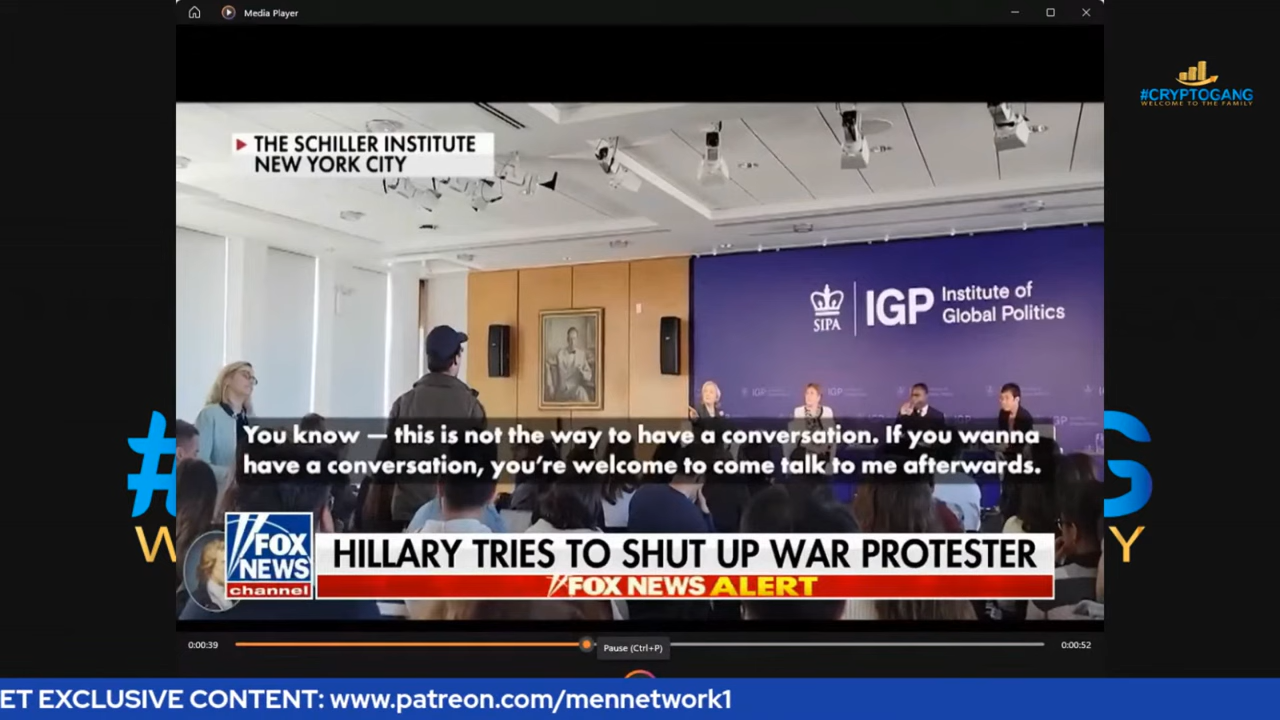 Media Player
#CRYPTOGANG
WELCOME TO THE FAMILY
THE SCHILLER INSTITUTE
NEW YORK CITY
SIPA
IGP
Institute of
Global Politics
IGP
IGP
IGP
You know — this is not the way to have a conversation. If you wanna
have a conversation, you're welcome to come talk to me afterwards.
#
G
W
Y
FOX
NEWS
channel
HILLARY TRIES TO SHUT UP WAR PROTESTER
FOX NEWS ALERT
0:00:39
Pause (Ctrl+P)
0:00:52
ET EXCLUSIVE CONTENT: www.patreon.com/mennetwork1